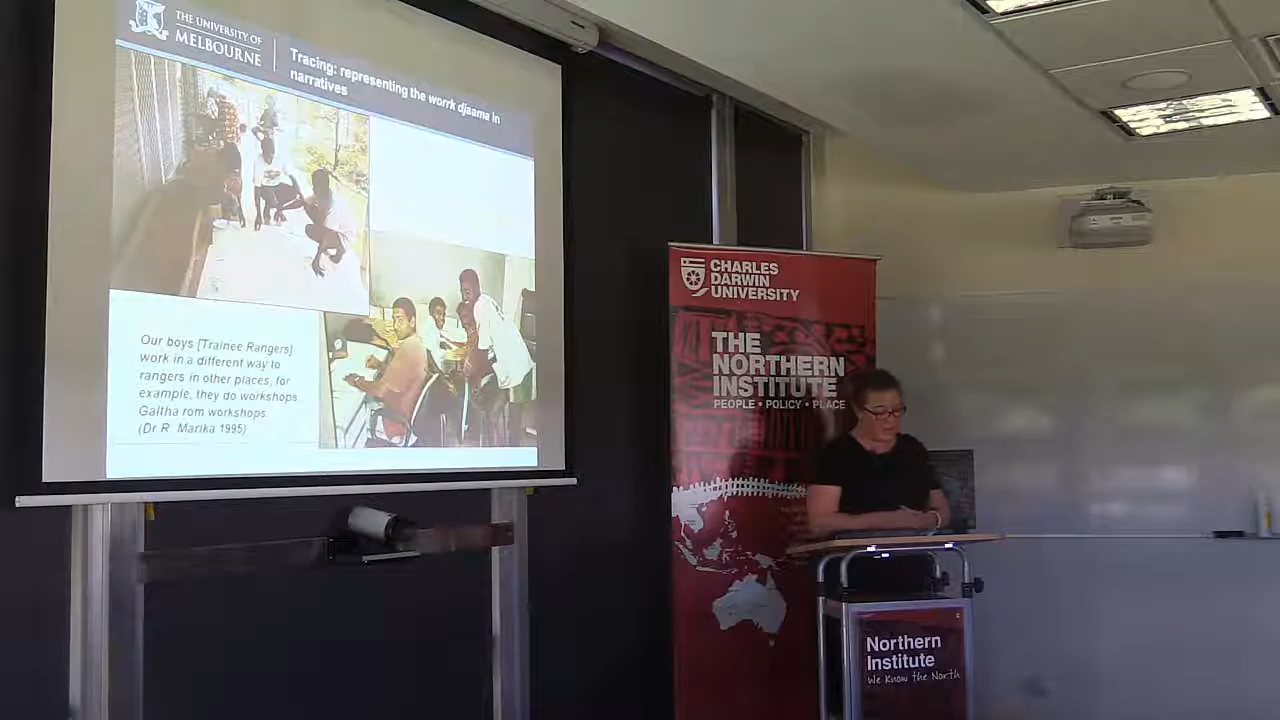 THE UNIVERSITY OF
MELBOURNE
Tracing: representing the worrk djaama in
narratives
Our boys [Trainee Rangers]
work in a different way to
rangers in other places, for
example, they do workshops.
Galtha rom workshops.
(Dr R. Marika 1995)
CHARLES
DARWIN
UNIVERSITY
THE
NORTHERN
INSTITUTE
PEOPLE • POLICY • PLACE
Northern
Institute
We Know the North